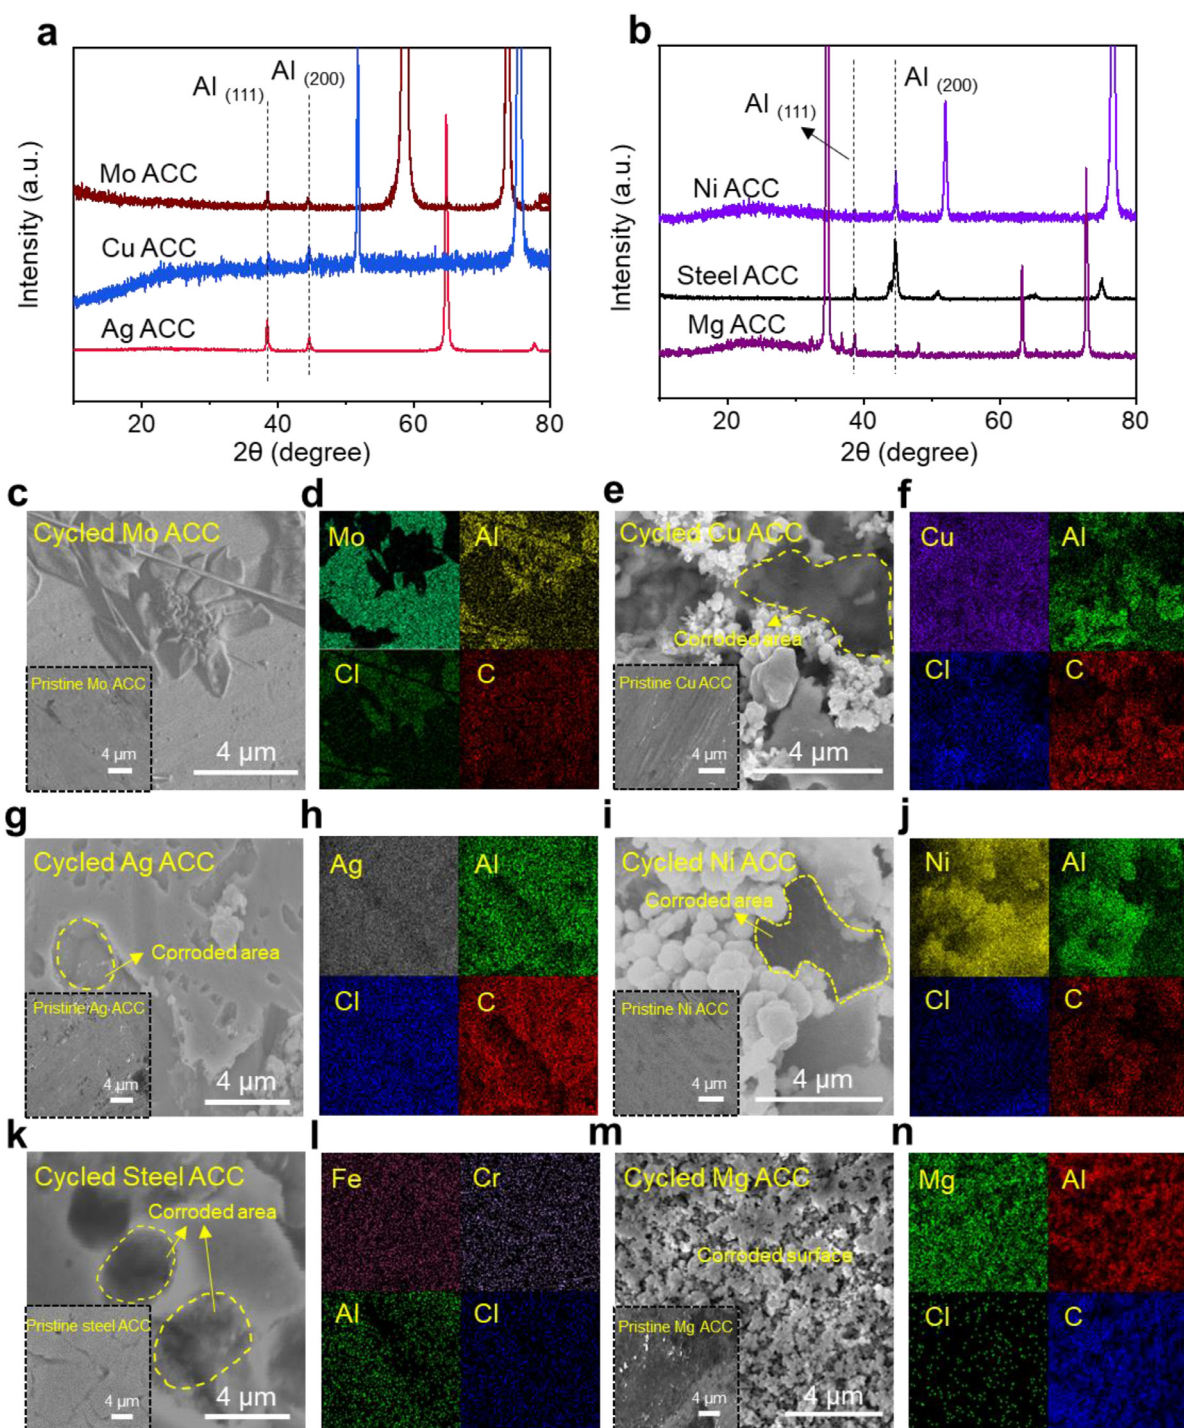 a
Al (111)
Al (200)
Mo ACC
Cu ACC
Ag ACC
Intensity (a.u.)
20
40
60
80
2θ (degree)
b
Al (111)
Al (200)
Ni ACC
Steel ACC
Mg ACC
Intensity (a.u.)
20
40
60
80
2θ (degree)
c
Cycled Mo ACC
Pristine Mo ACC
4 μm
4 μm
d
Mo
Al
Cl
C
e
Cycled Cu ACC
Corroded area
Pristine Cu ACC
4 μm
4 μm
f
Cu
Al
Cl
C
g
Cycled Ag ACC
Corroded area
Pristine Ag ACC
4 μm
4 μm
h
Ag
Al
Cl
C
i
Cycled Ni ACC
Corroded area
Pristine Ni ACC
4 μm
4 μm
j
Ni
Al
Cl
C
k
Cycled Steel ACC
Corroded area
Pristine steel ACC
4 μm
4 μm
l
Fe
Cr
Al
Cl
m
Cycled Mg ACC
Corroded surface
Pristine Mg ACC
4 μm
4 μm
n
Mg
Al
Cl
C